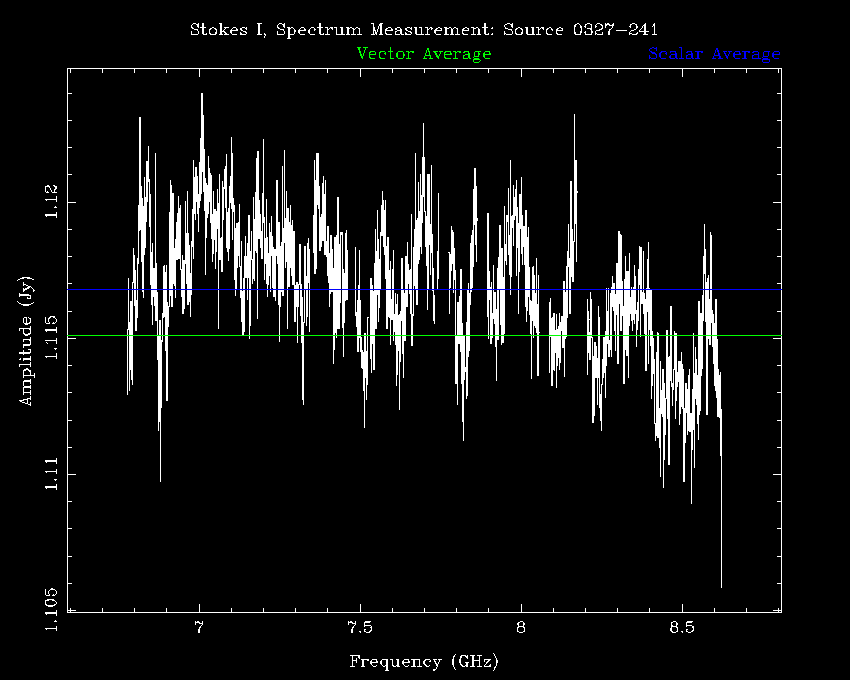 Stokes I, Spectrum Measurement: Source 0327−241
Vector Average
Scalar Average
Amplitude (Jy)
1.12
1.115
1.11
1.105
7
7.5
8
8.5
Frequency (GHz)